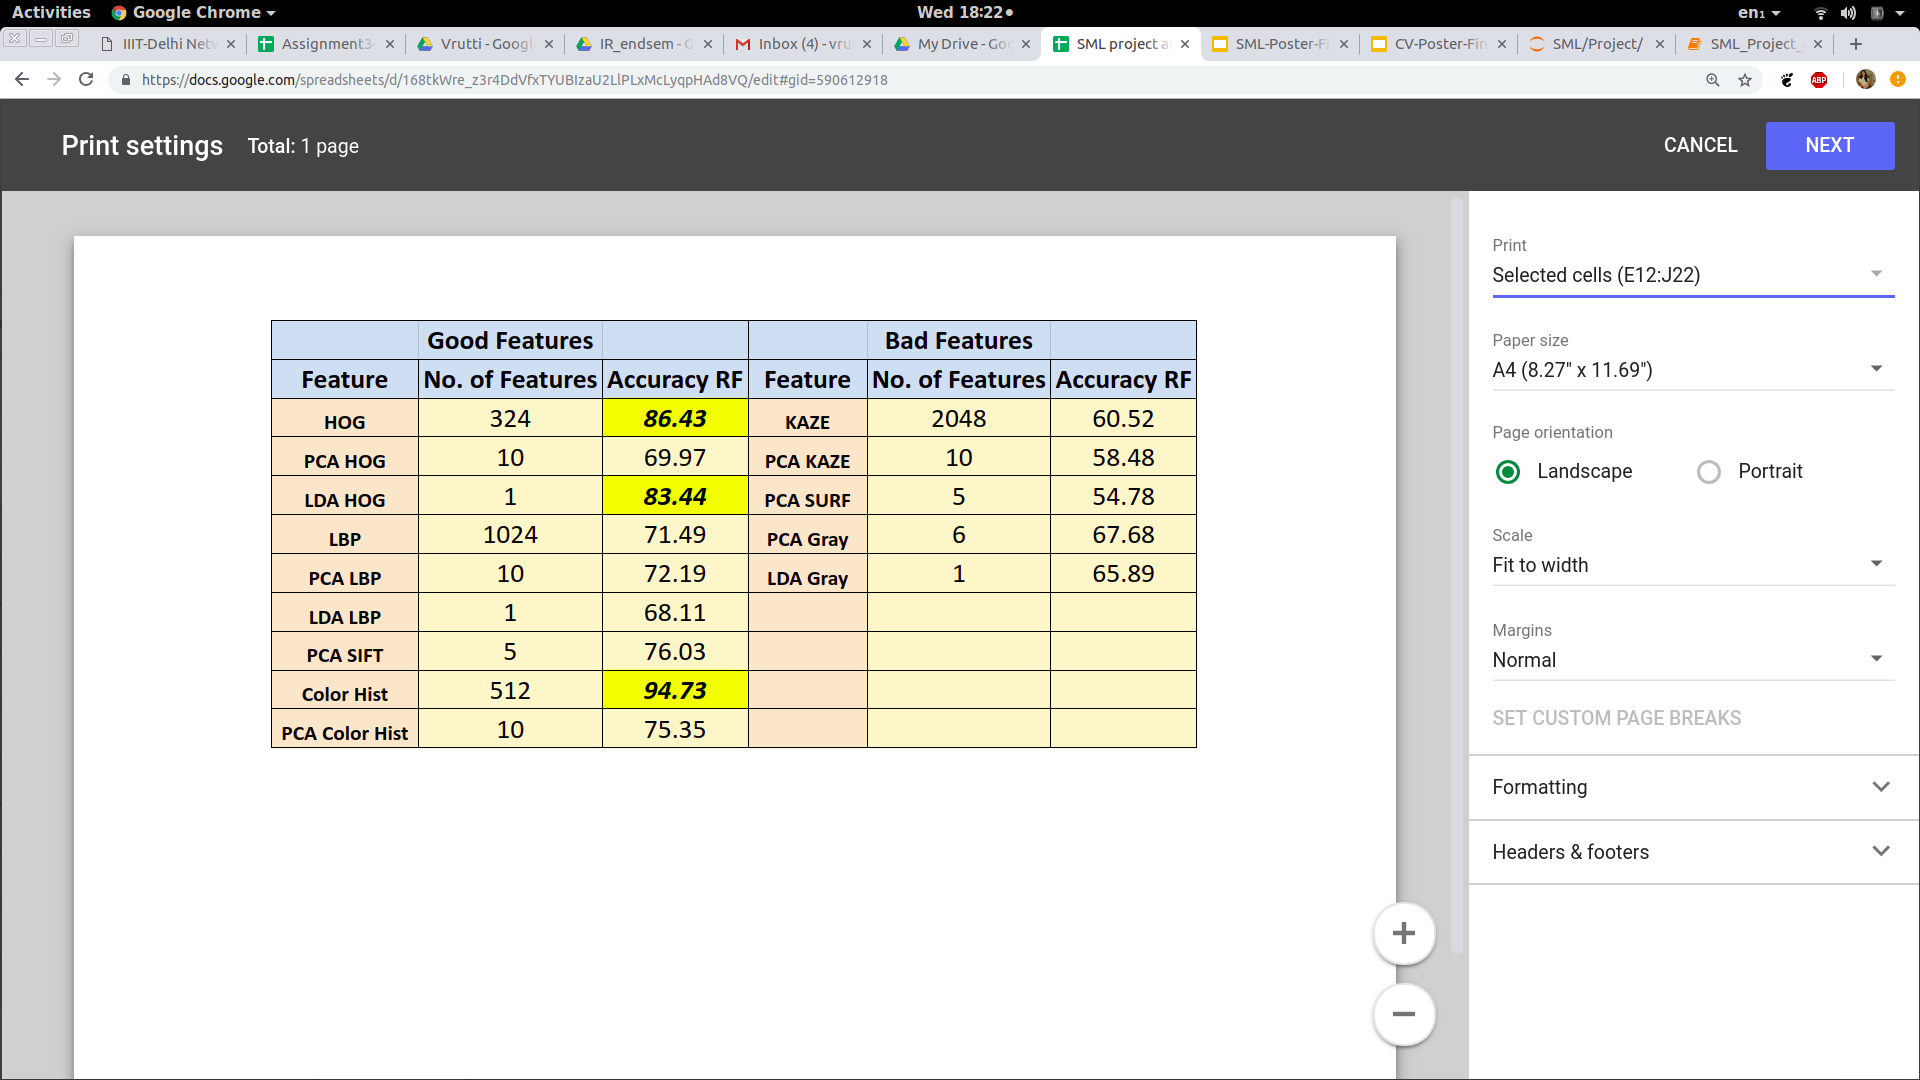 Activities Google Chrome Wed 18:22 en₁
IIIT-Delhi Netv Assignment3- Vrutti - Googl IR_endsem - G Inbox (4) - vru My Drive - Goo SML project a SML-Poster-Fi CV-Poster-Fin SML/Project/ SML_Project_
https://docs.google.com/spreadsheets/d/168tkWre_z3r4DdVfxTYUBIzaU2LlPLxMcLyqpHAd8VQ/edit#gid=590612918 ABP
Print settings Total: 1 page CANCEL NEXT
Good Features Bad Features
Feature No. of Features Accuracy RF Feature No. of Features Accuracy RF
HOG 324 86.43 KAZE 2048 60.52
PCA HOG 10 69.97 PCA KAZE 10 58.48
LDA HOG 1 83.44 PCA SURF 5 54.78
LBP 1024 71.49 PCA Gray 6 67.68
PCA LBP 10 72.19 LDA Gray 1 65.89
LDA LBP 1 68.11
PCA SIFT 5 76.03
Color Hist 512 94.73
PCA Color Hist 10 75.35
Print
Selected cells (E12:J22)
Paper size
A4 (8.27" x 11.69")
Page orientation
Landscape Portrait
Scale
Fit to width
Margins
Normal
SET CUSTOM PAGE BREAKS
Formatting
Headers & footers